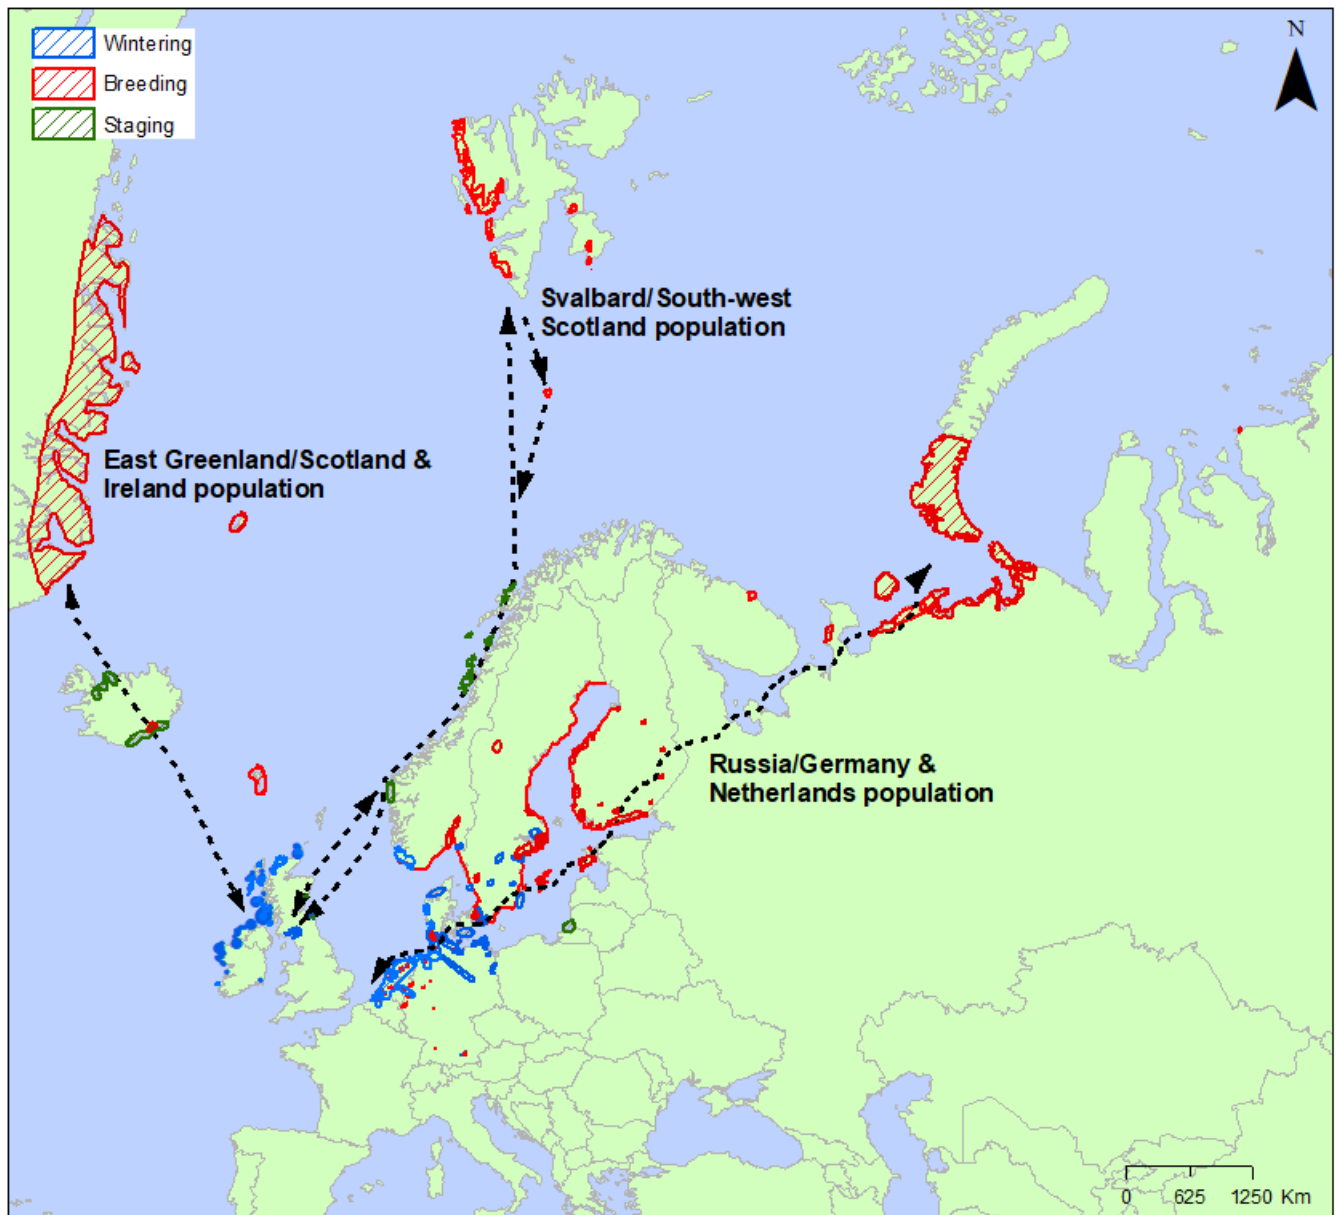 Wintering
Breeding
Staging
N
Svalbard/South-west
Scotland population
East Greenland/Scotland &
Ireland population
Russia/Germany &
Netherlands population
0 625 1250 Km